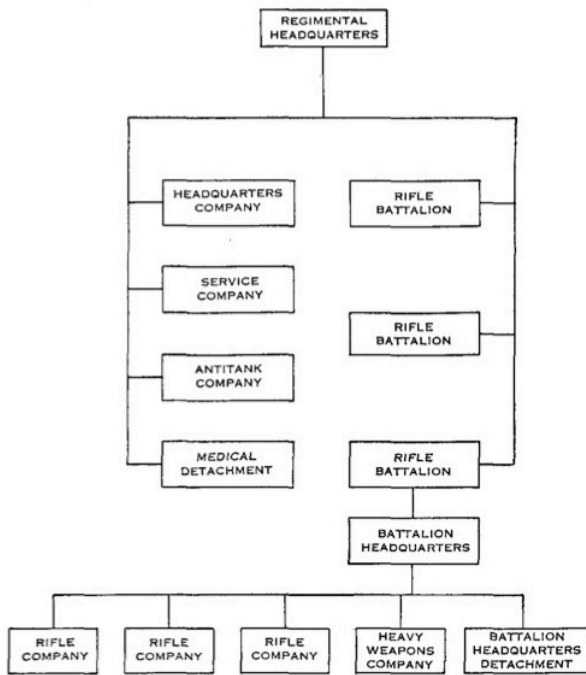 REGIMENTAL
HEADQUARTERS
HEADQUARTERS
COMPANY
RIFLE
BATTALION
SERVICE
COMPANY
RIFLE
BATTALION
ANTITANK
COMPANY
MEDICAL
DETACHMENT
RIFLE
BATTALION
BATTALION
HEADQUARTERS
RIFLE
COMPANY
RIFLE
COMPANY
RIFLE
COMPANY
HEAVY
WEAPONS
COMPANY
BATTALION
HEADQUARTERS
DETACHMENT